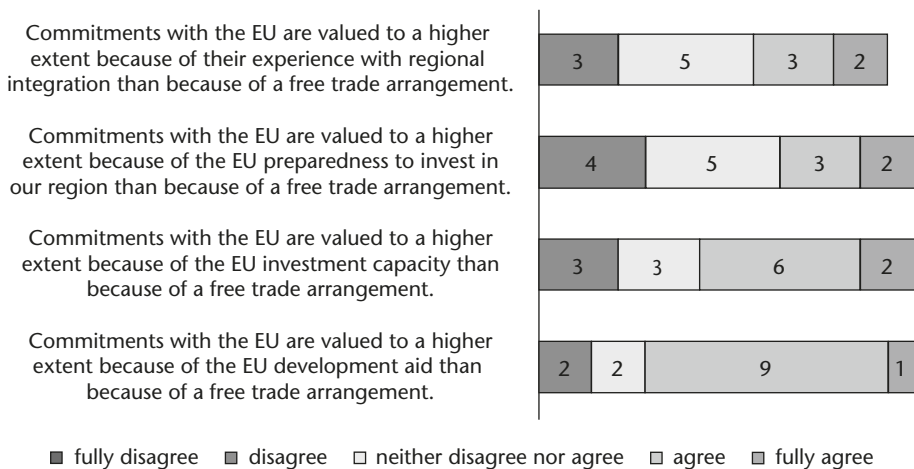 Commitments with the EU are valued to a higher
extent because of their experience with regional
integration than because of a free trade arrangement.
3 5 3 2
Commitments with the EU are valued to a higher
extent because of the EU preparedness to invest in
our region than because of a free trade arrangement.
4 5 3 2
Commitments with the EU are valued to a higher
extent because of the EU investment capacity than
because of a free trade arrangement.
3 3 6 2
Commitments with the EU are valued to a higher
extent because of the EU development aid than
because of a free trade arrangement.
2 2 9 1
fully disagree disagree neither disagree nor agree agree fully agree